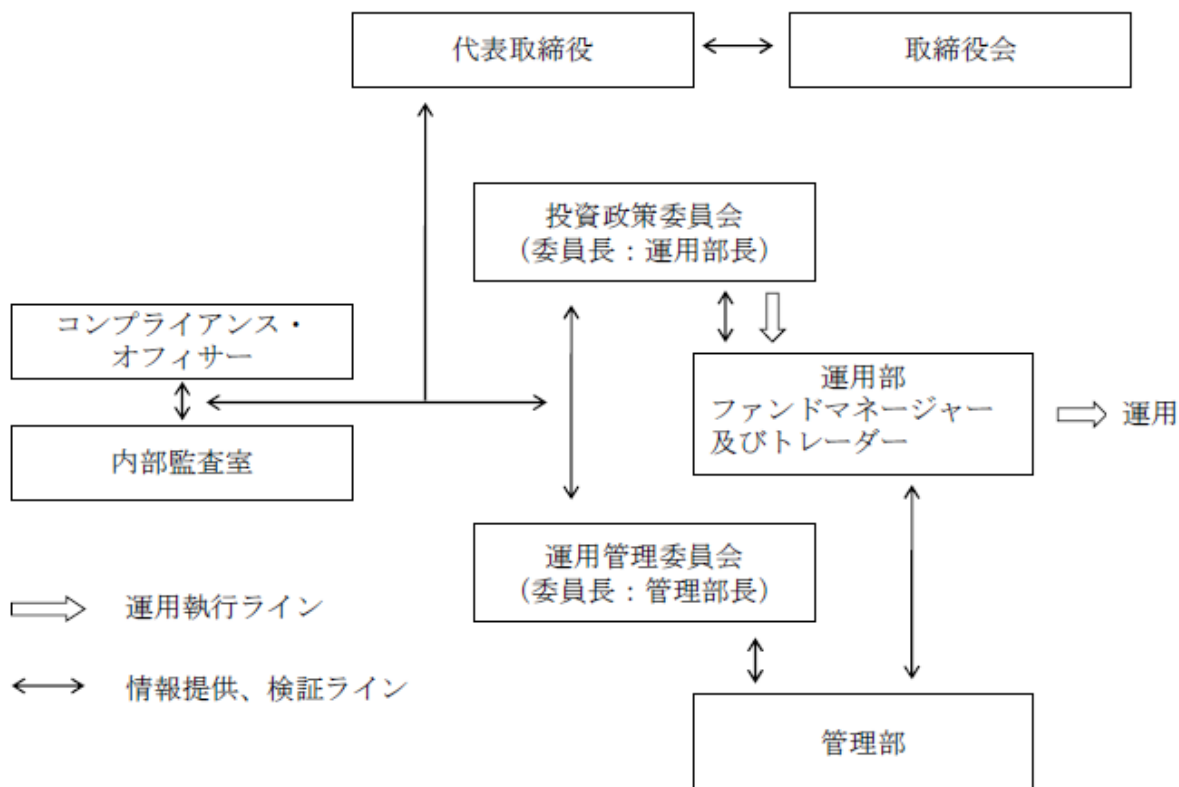 代表取締役
取締役会
投資政策委員会
（委員長：運用部長）
コンプライアンス・
オフィサー
内部監査室
運用部
ファンドマネージャー
及びトレーダー
運用
運用管理委員会
（委員長：管理部長）
運用執行ライン
情報提供、検証ライン
管理部